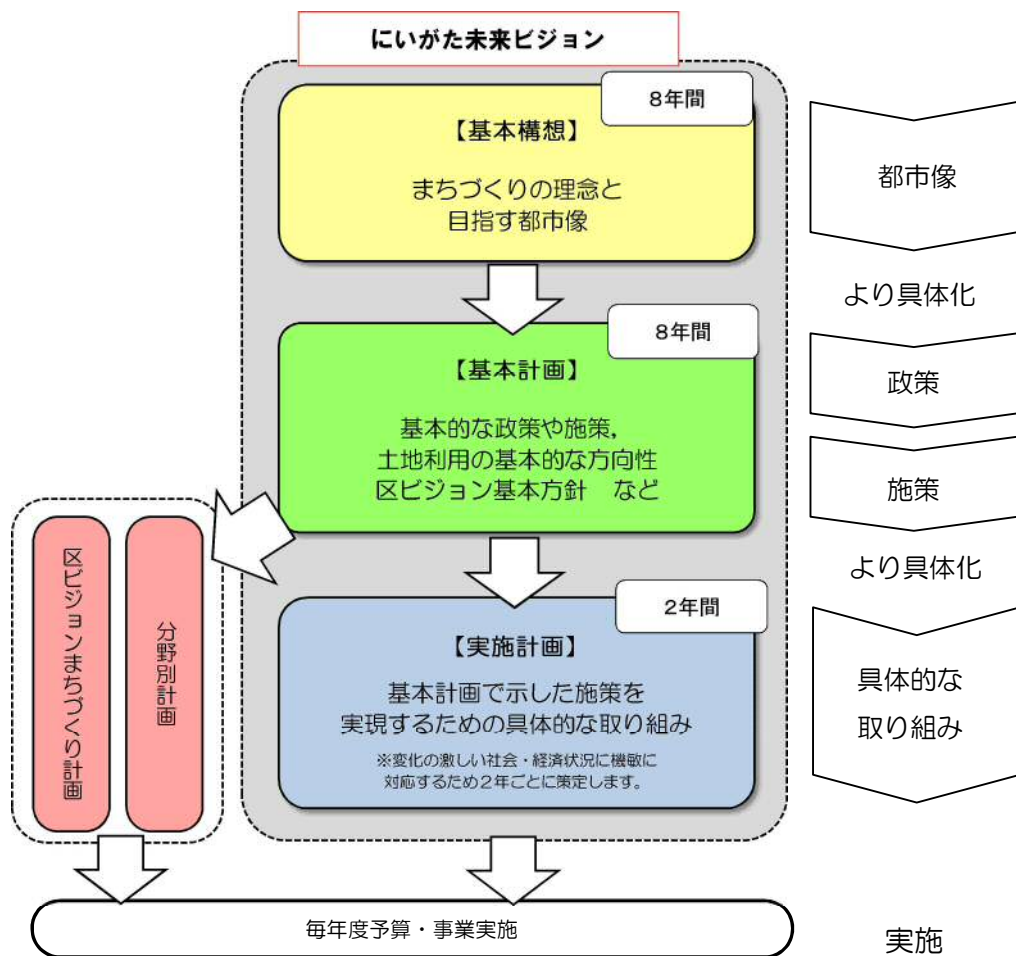 にいがた未来ビジョン
8年間
【基本構想】
まちづくりの理念と
目指す都市像
8年間
【基本計画】
基本的な政策や施策,
土地利用の基本的な方向性
区ビジョン基本方針　など
2年間
【実施計画】
基本計画で示した施策を
実現するための具体的な取り組み
※変化の激しい社会・経済状況に機敏に
対応するため2年ごとに策定します。
区ビジョンまちづくり計画
分野別計画
毎年度予算・事業実施
都市像
より具体化
政策
施策
より具体化
具体的な
取り組み
実施